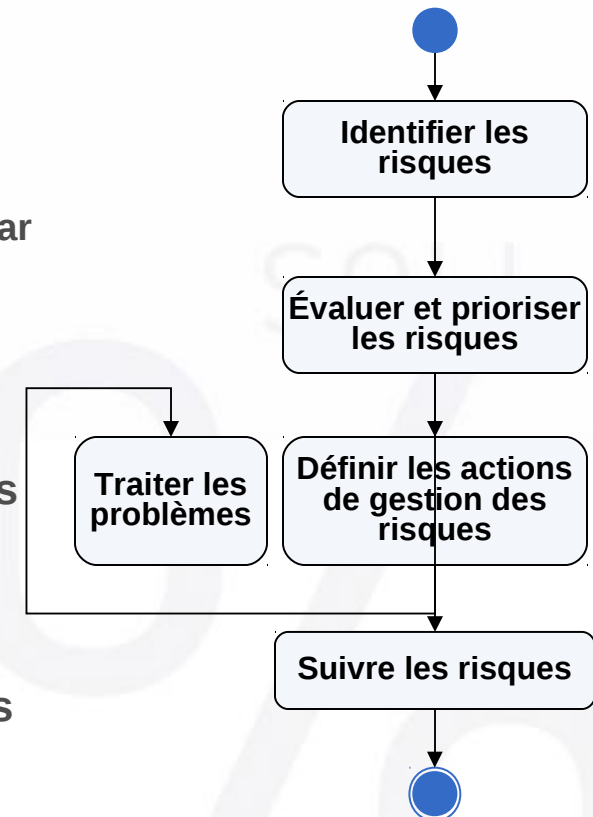 Identifier les
risques
ar
Évaluer et prioriser
les risques
s
Traiter les
problèmes
Définir les actions
de gestion des
risques
Suivre les risques
s